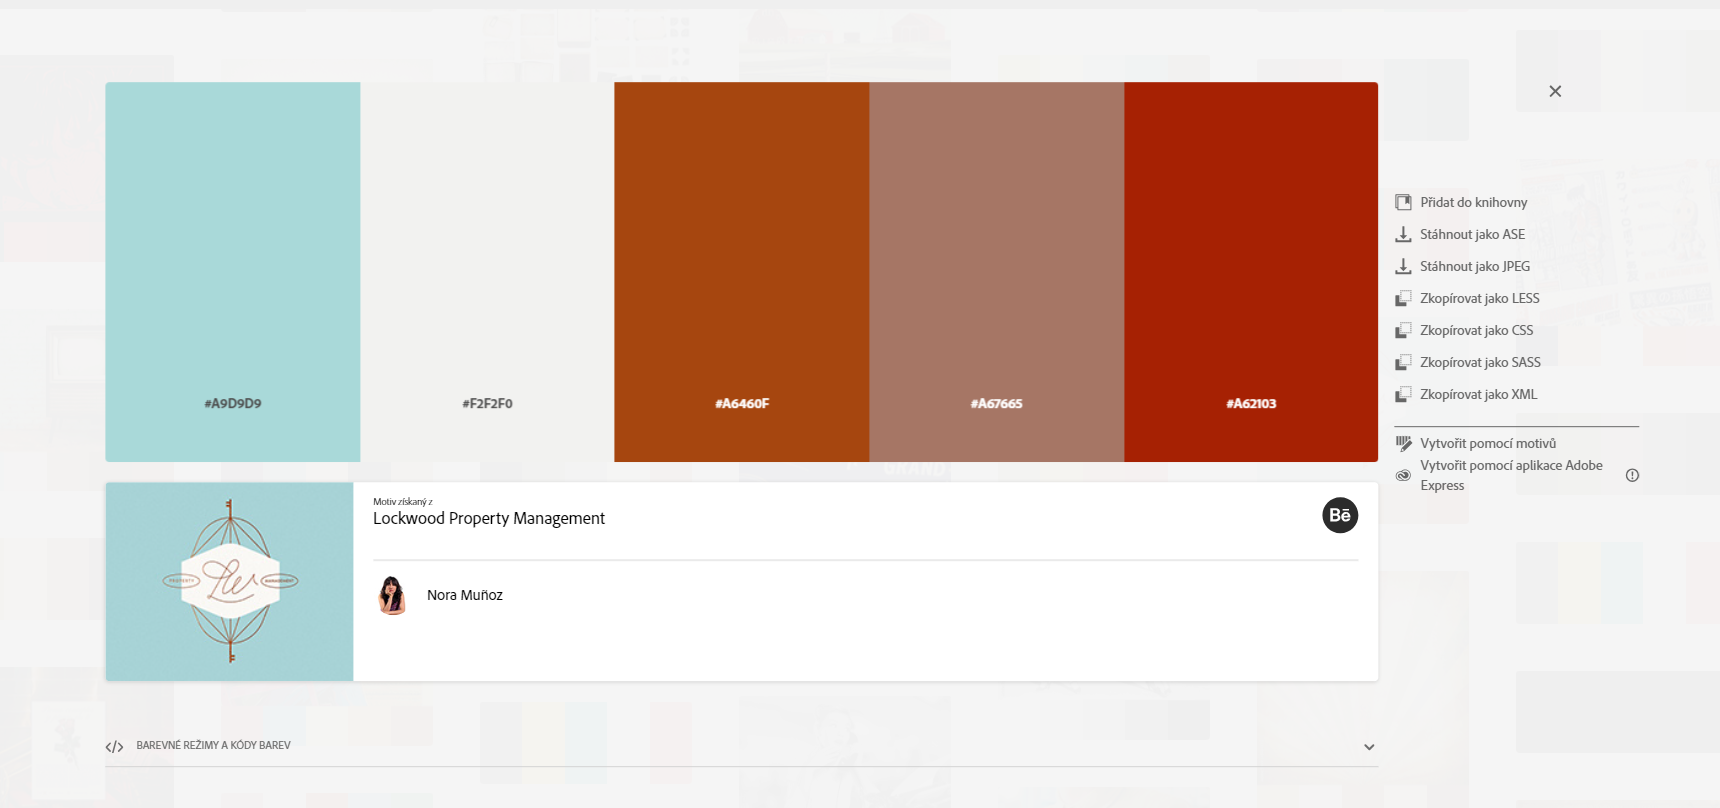 #A9D9D9
#F2F2F0
#A6460F
#A67665
#A62103
Přidat do knihovny
Stáhnout jako ASE
Stáhnout jako JPEG
Zkopírovat jako LESS
Zkopírovat jako CSS
Zkopírovat jako SASS
Zkopírovat jako XML
Vytvořit pomocí motivů
Vytvořit pomocí aplikace Adobe
Express
GRAND
Motiv získaný z
Lockwood Property Management
Bē
PROPERTY
LW
MANAGEMENT
Nora Muñoz
</> BAREVNÉ REŽIMY A KÓDY BAREV